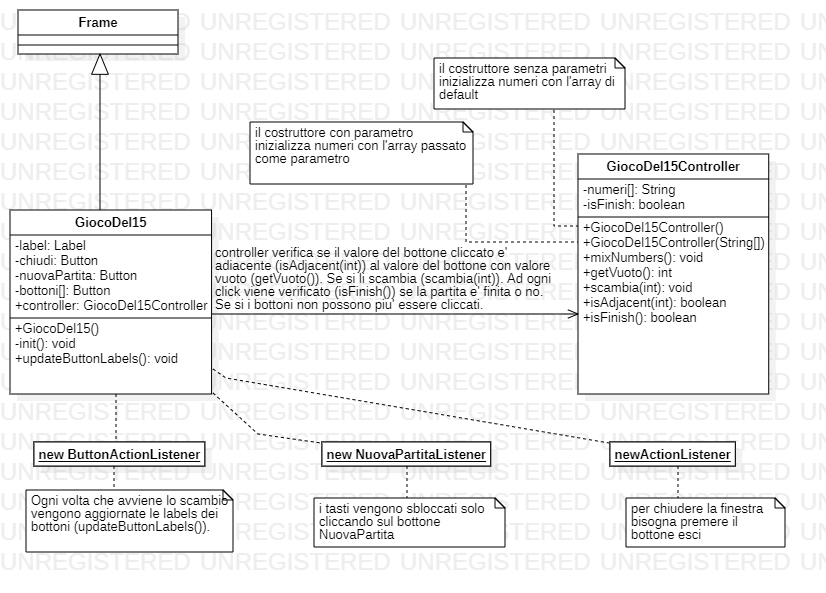 Frame
il costruttore senza parametri
inizializza numeri con l'array di
default
il costruttore con parametro
inizializza numeri con l'array passato
come parametro
GiocoDel15Controller
-numeri[]: String
-isFinish: boolean
+GiocoDel15Controller()
+GiocoDel15Controller(String[])
+mixNumbers(): void
+getVuoto(): int
+scambia(int): void
+isAdjacent(int): boolean
+isFinish(): boolean
GiocoDel15
-label: Label
-chiudi: Button
-nuovaPartita: Button
-bottoni[]: Button
+controller: GiocoDel15Controller
+GiocoDel15()
-init(): void
+updateButtonLabels(): void
controller verifica se il valore del bottone cliccato e'
adiacente (isAdjacent(int)) al valore del bottone con valore
vuoto (getVuoto()). Se si li scambia (scambia(int)). Ad ogni
click viene verificato (isFinish()) se la partita e' finita o no.
Se si i bottoni non possono piu' essere cliccati.
new ButtonActionListener
new NuovaPartitaListener
newActionListener
Ogni volta che avviene lo scambio
vengono aggiornate le labels dei
bottoni (updateButtonLabels()).
i tasti vengono sbloccati solo
cliccando sul bottone
NuovaPartita
per chiudere la finestra
bisogna premere il
bottone esci
UNREGISTERED